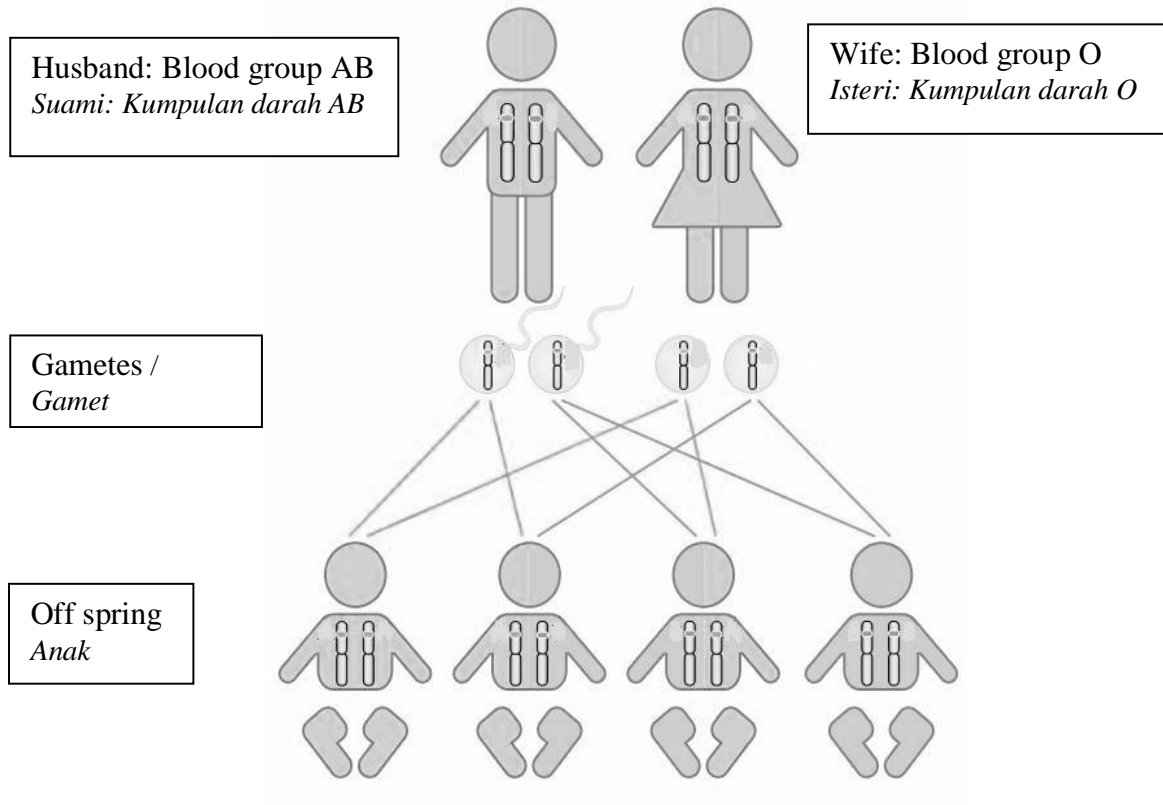 Husband: Blood group AB
Suami: Kumpulan darah AB
Wife: Blood group O
Isteri: Kumpulan darah O
Gametes /
Gamet
Off spring
Anak